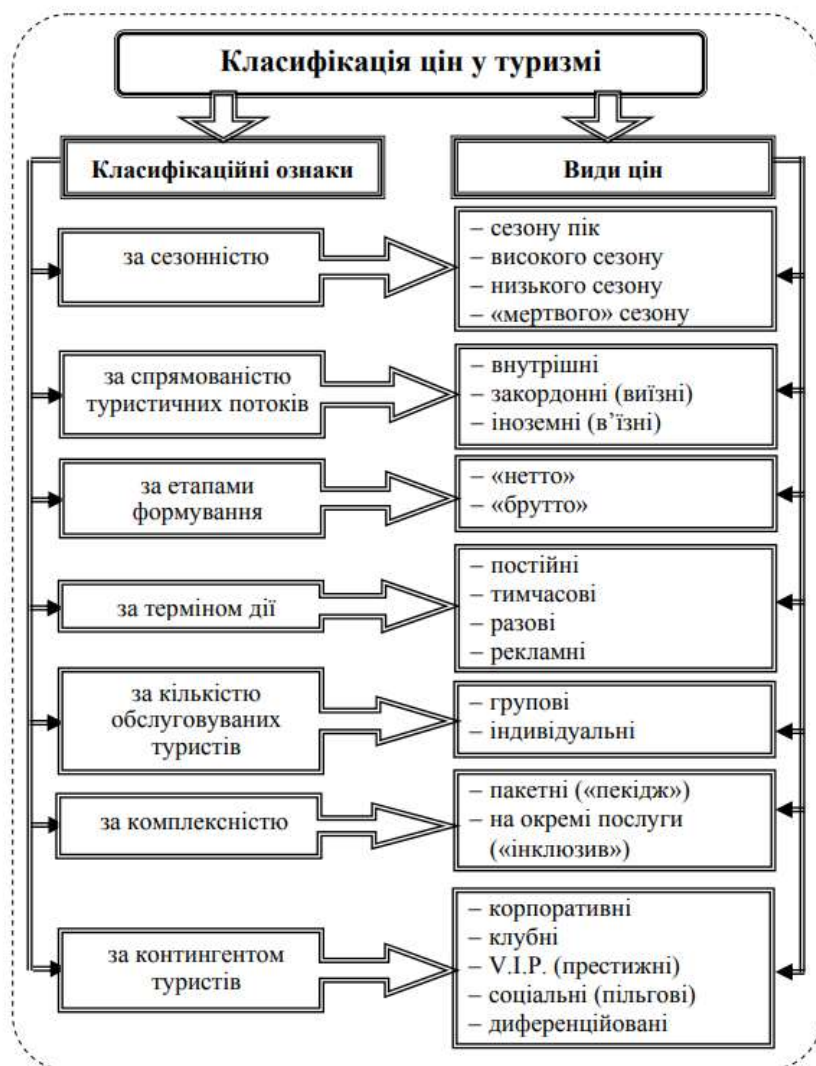 Класифікація цін у туризмі
Класифікаційні ознаки
Види цін
за сезонністю
– сезону пік
– високого сезону
– низького сезону
– «мертвого» сезону
за спрямованістю
туристичних потоків
– внутрішні
– закордонні (виїзні)
– іноземні (в’їзні)
за етапами
формування
– «нетто»
– «брутто»
за терміном дії
– постійні
– тимчасові
– разові
– рекламні
за кількістю
обслуговуваних
туристів
– групові
– індивідуальні
за комплексністю
– пакетні («пекідж»)
– на окремі послуги
(«інклюзив»)
за контингентом
туристів
– корпоративні
– клубні
– V.I.P. (престижні)
– соціальні (пільгові)
– диференційовані